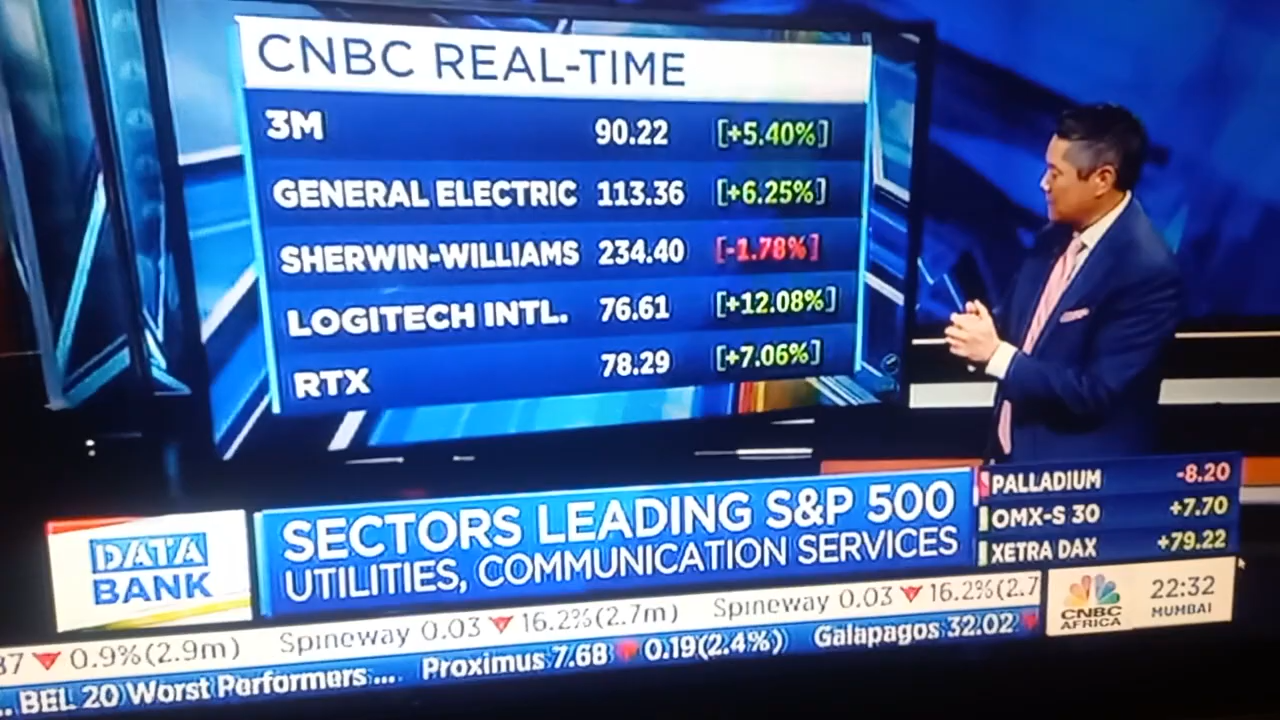 CNBC REAL-TIME
3M 90.22 [+5.40%]
GENERAL ELECTRIC 113.36 [+6.25%]
SHERWIN-WILLIAMS 234.40 [-1.78%]
LOGITECH INTL. 76.61 [+12.08%]
RTX 78.29 [+7.06%]
PALLADIUM -8.20
OMX-S 30 +7.70
XETRA DAX +79.22
DATA
BANK
SECTORS LEADING S&P 500
UTILITIES, COMMUNICATION SERVICES
CNBC
AFRICA
22:32
MUMBAI
37 ▼ 0.9%(2.9m) Spineway 0.03 ▼ 16.2%(2.7m) Spineway 0.03 ▼ 16.2%(2.7
.. BEL 20 Worst Performers... Proximus 7.68 ▼ 0.19(2.4%) Galapagos 32.02 ▼